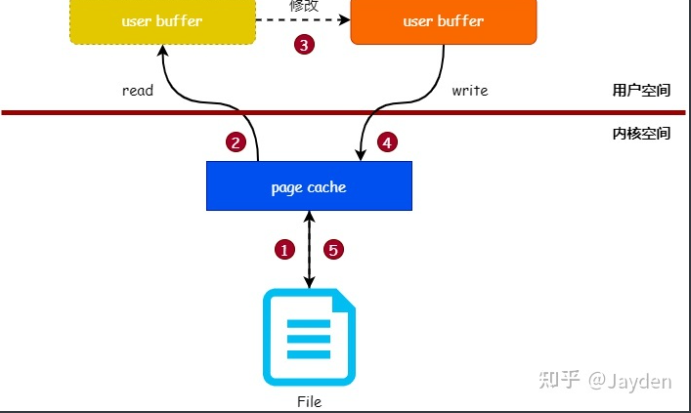 修改
user buffer
user buffer
3
read
write
用户空间
内核空间
2
4
page cache
1
5
File
知乎 @Jayden